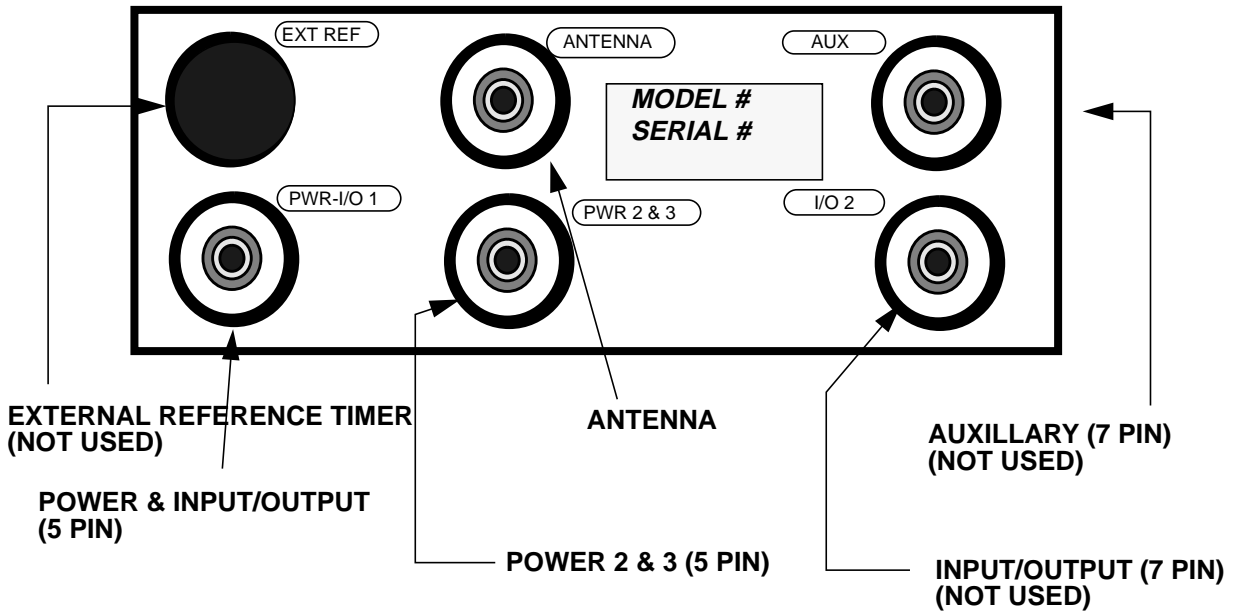 EXT REF
ANTENNA
AUX
MODEL #
SERIAL #
PWR-I/O 1
PWR 2 & 3
I/O 2
EXTERNAL REFERENCE TIMER
(NOT USED)
ANTENNA
AUXILLARY (7 PIN)
(NOT USED)
POWER & INPUT/OUTPUT
(5 PIN)
POWER 2 & 3 (5 PIN)
INPUT/OUTPUT (7 PIN)
(NOT USED)